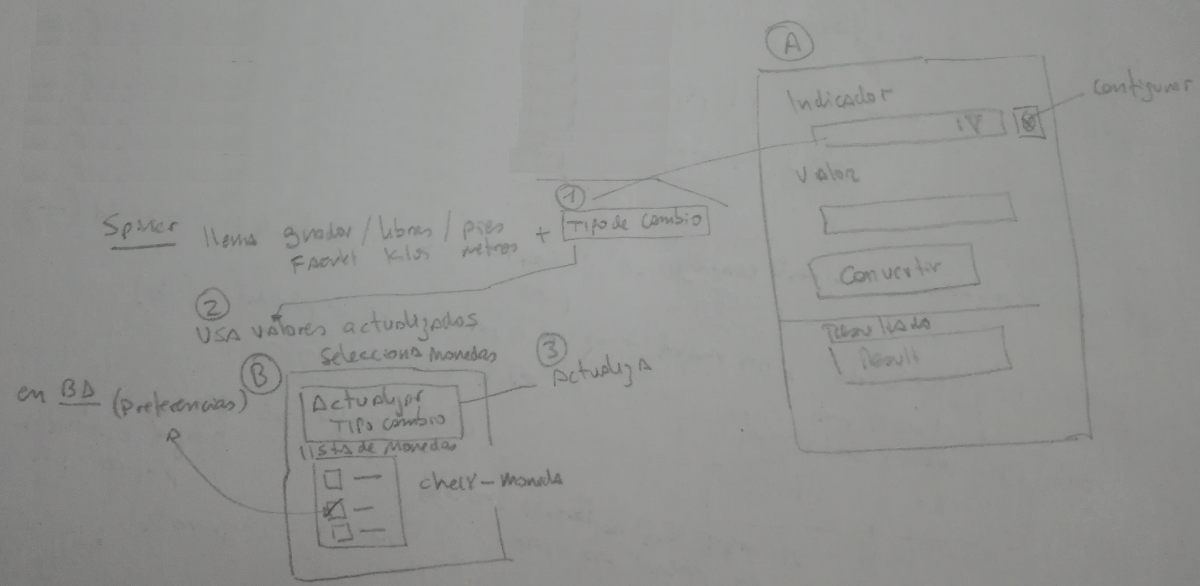 A
Indicador
Configurar
Valor
Convertir
Resultado
Result
1
Spiner llena grados/libras/pies + Tipo de cambio
kilos metros
2
USA valores actualizados
Selecciona monedas
3
Actualiza
B
en BD (preferencias)
Actualizar
Tipo cambio
lista de monedas
check-moneda